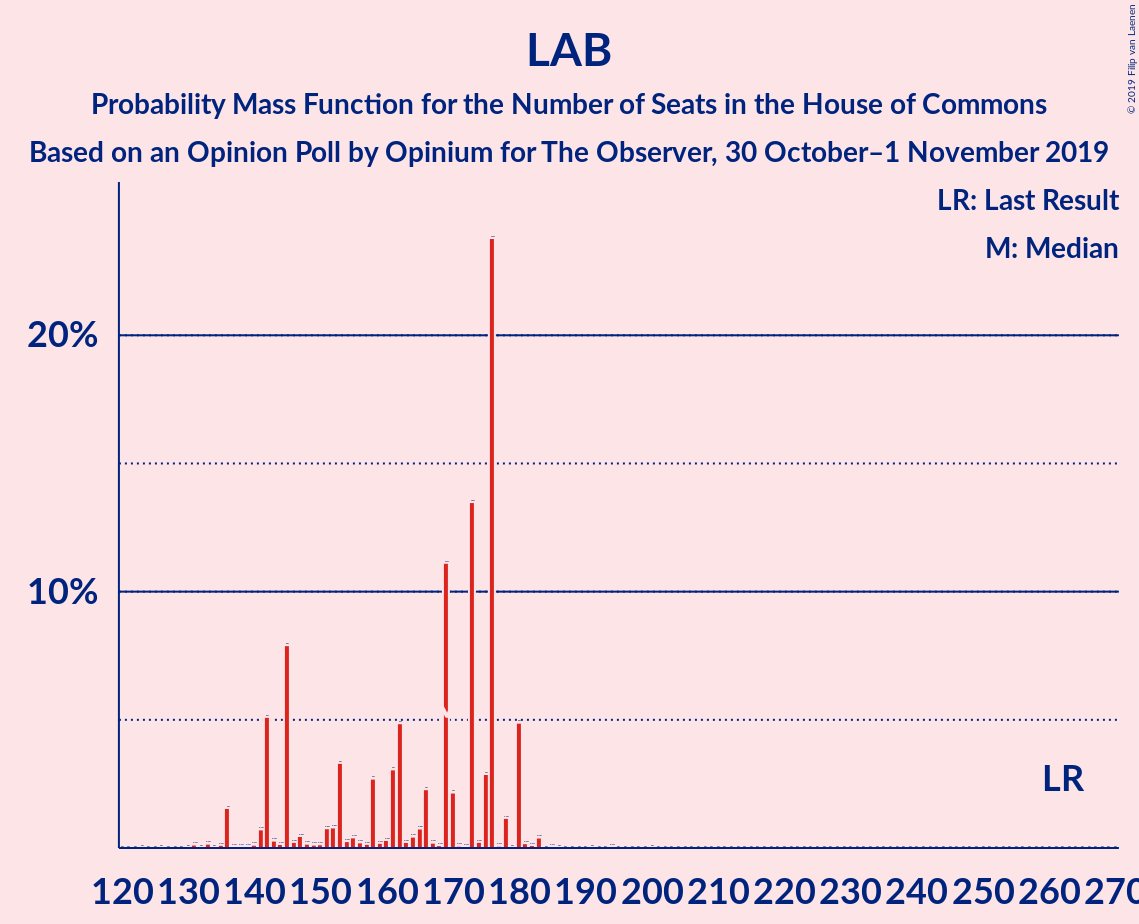 LAB
Probability Mass Function for the Number of Seats in the House of Commons
Based on an Opinion Poll by Opinium for The Observer, 30 October–1 November 2019
© 2019 Filip van Laenen
LR: Last Result
M: Median
20%
10%
LR
120 130 140 150 160 170 180 190 200 210 220 230 240 250 260 270